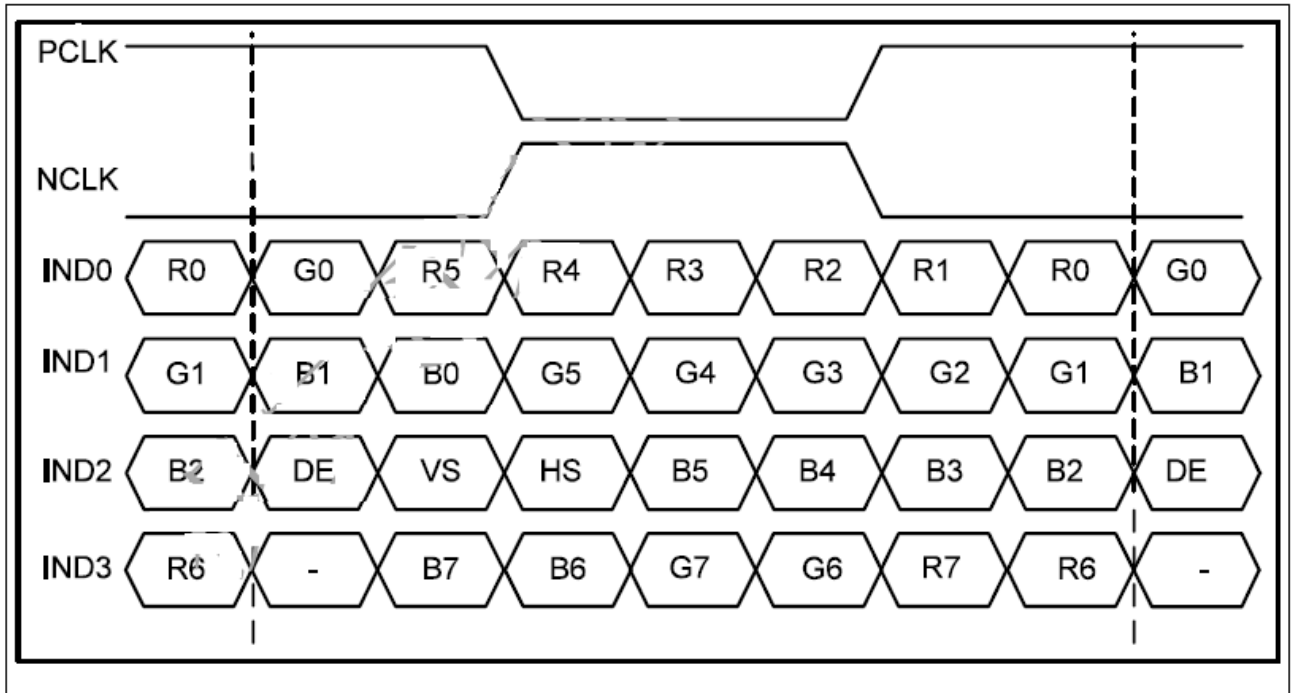 PCLK
NCLK
IND0 R0 G0 R5 R4 R3 R2 R1 R0 G0
IND1 G1 B1 B0 G5 G4 G3 G2 G1 B1
IND2 B2 DE VS HS B5 B4 B3 B2 DE
IND3 R6 - B7 B6 G7 G6 R7 R6 -